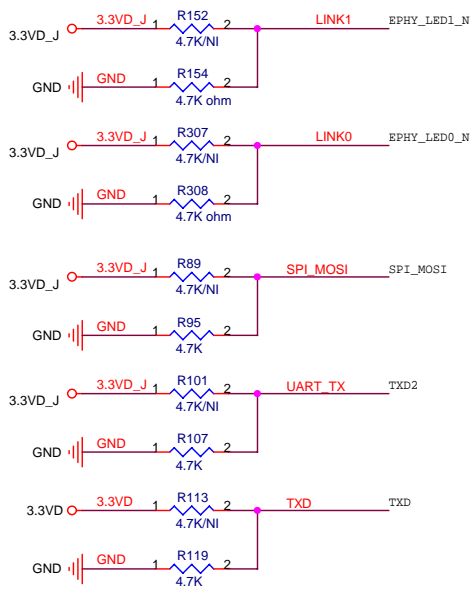 R152
3.3VD_J 3.3VD_J 1 2 LINK1 EPHY_LED1_N
4.7K/NI
R154
GND GND 1 2
4.7K ohm
R307
3.3VD_J 3.3VD_J 1 2 LINK0 EPHY_LED0_N
4.7K/NI
R308
GND GND 1 2
4.7K ohm
R89
3.3VD_J 3.3VD_J 1 2 SPI_MOSI SPI_MOSI
4.7K/NI
R95
GND GND 1 2
4.7K
R101
3.3VD_J 3.3VD_J 1 2 UART_TX TXD2
4.7K/NI
R107
GND GND 1 2
4.7K
R113
3.3VD 3.3VD 1 2 TXD TXD
4.7K/NI
R119
GND GND 1 2
4.7K